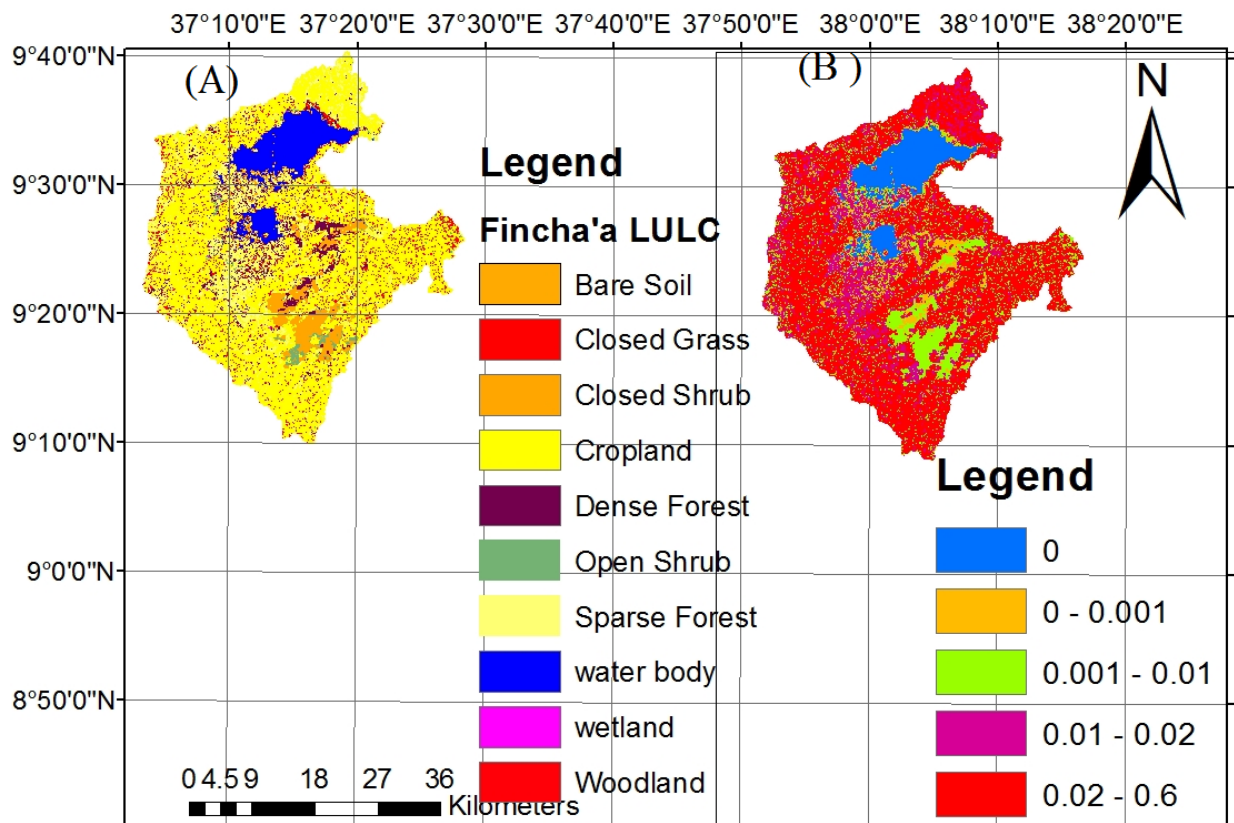 37°10'0"E 37°20'0"E 37°30'0"E 37°40'0"E 37°50'0"E 38°0'0"E 38°10'0"E 38°20'0"E
9°40'0"N
9°30'0"N
9°20'0"N
9°10'0"N
9°0'0"N
8°50'0"N
(A)
Legend
Fincha'a LULC
Bare Soil
Closed Grass
Closed Shrub
Cropland
Dense Forest
Open Shrub
Sparse Forest
water body
wetland
Woodland
0 4.5 9 18 27 36
Kilometers
(B )
N
Legend
0
0 - 0.001
0.001 - 0.01
0.01 - 0.02
0.02 - 0.6